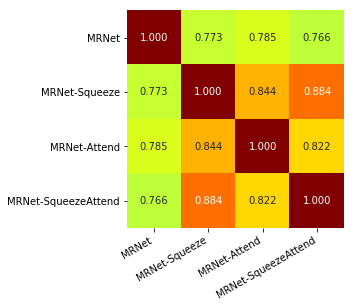 MRNet 1.000 0.773 0.785 0.766
MRNet-Squeeze 0.773 1.000 0.844 0.884
MRNet-Attend 0.785 0.844 1.000 0.822
MRNet-SqueezeAttend 0.766 0.884 0.822 1.000
MRNet
MRNet-Squeeze
MRNet-Attend
MRNet-SqueezeAttend